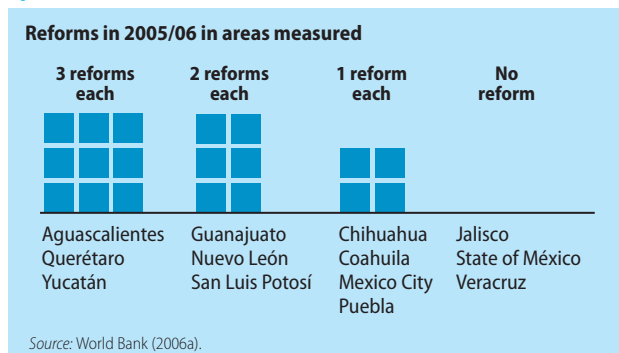 Reforms in 2005/06 in areas measured
3 reforms each
2 reforms each
1 reform each
No reform
Aguascalientes
Querétaro
Yucatán
Guanajuato
Nuevo León
San Luis Potosí
Chihuahua
Coahuila
Mexico City
Puebla
Jalisco
State of México
Veracruz
Source: World Bank (2006a).